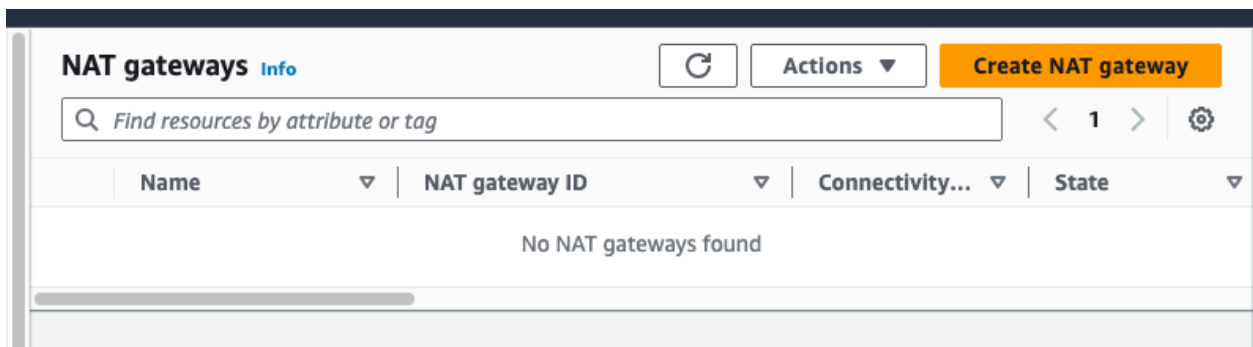 NAT gateways Info
Actions
Create NAT gateway
Find resources by attribute or tag
1
Name
NAT gateway ID
Connectivity...
State
No NAT gateways found